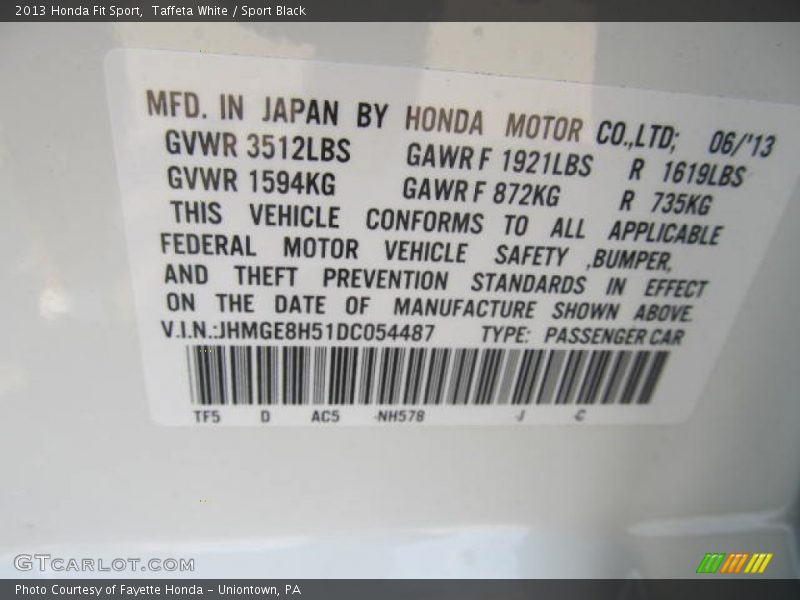 2013 Honda Fit Sport, Taffeta White / Sport Black
MFD. IN JAPAN BY HONDA MOTOR CO.,LTD; 06/'13
GVWR 3512LBS GAWR F 1921LBS R 1619LBS
GVWR 1594KG GAWR F 872KG R 735KG
THIS VEHICLE CONFORMS TO ALL APPLICABLE
FEDERAL MOTOR VEHICLE SAFETY ,BUMPER,
AND THEFT PREVENTION STANDARDS IN EFFECT
ON THE DATE OF MANUFACTURE SHOWN ABOVE.
V.I.N.:JHMGE8H51DC054487 TYPE: PASSENGER CAR
TF5 D AC5 -NH578 -J C
GTCARLOT.COM
Photo Courtesy of Fayette Honda - Uniontown, PA